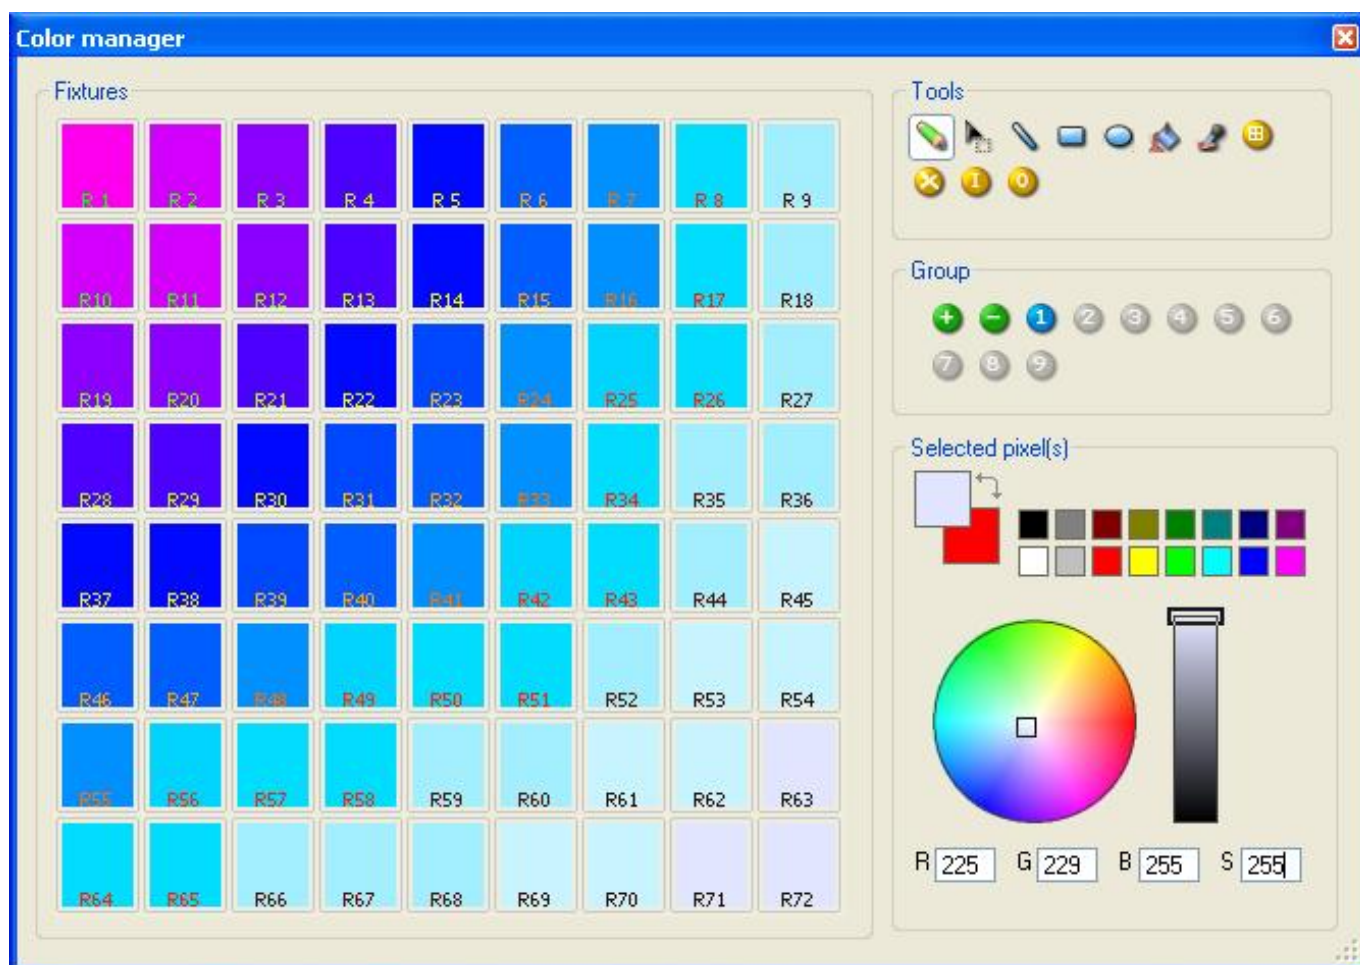 Color manager
Fixtures
R 1 R 2 R 3 R 4 R 5 R 6 R 7 R 8 R 9
R10 R11 R12 R13 R14 R15 R16 R17 R18
R19 R20 R21 R22 R23 R24 R25 R26 R27
R28 R29 R30 R31 R32 R33 R34 R35 R36
R37 R38 R39 R40 R41 R42 R43 R44 R45
R46 R47 R48 R49 R50 R51 R52 R53 R54
R55 R56 R57 R58 R59 R60 R61 R62 R63
R64 R65 R66 R67 R68 R69 R70 R71 R72
Tools
X I O
Group
+ - 1 2 3 4 5 6
7 8 9
Selected pixel(s)
R 225 G 229 B 255 S 255